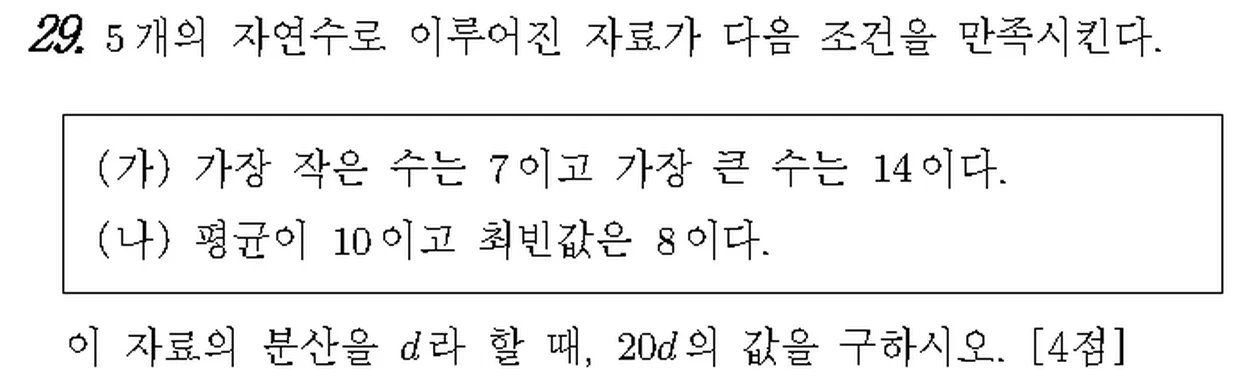 29. 5개의 자연수로 이루어진 자료가 다음 조건을 만족시킨다.
(가) 가장 작은 수는 7이고 가장 큰 수는 14이다.
(나) 평균이 10이고 최빈값은 8이다.
이 자료의 분산을 d라 할 때, 20d의 값을 구하시오. [4점]